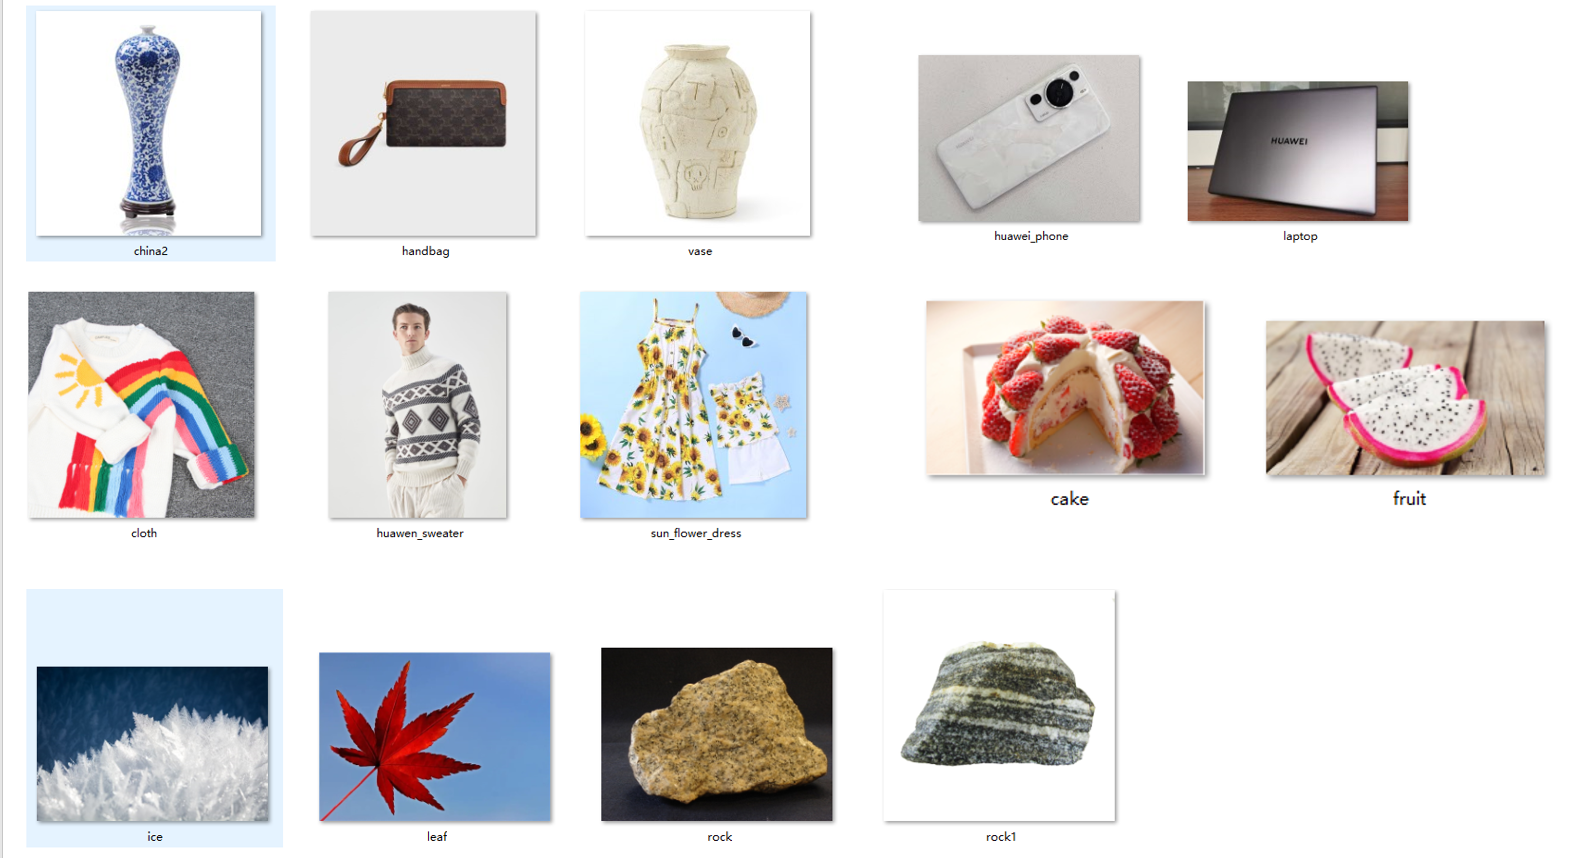 china2
handbag
vase
huawei_phone
HUAWEI
laptop
cloth
huawen_sweater
sun_flower_dress
cake
fruit
ice
leaf
rock
rock1